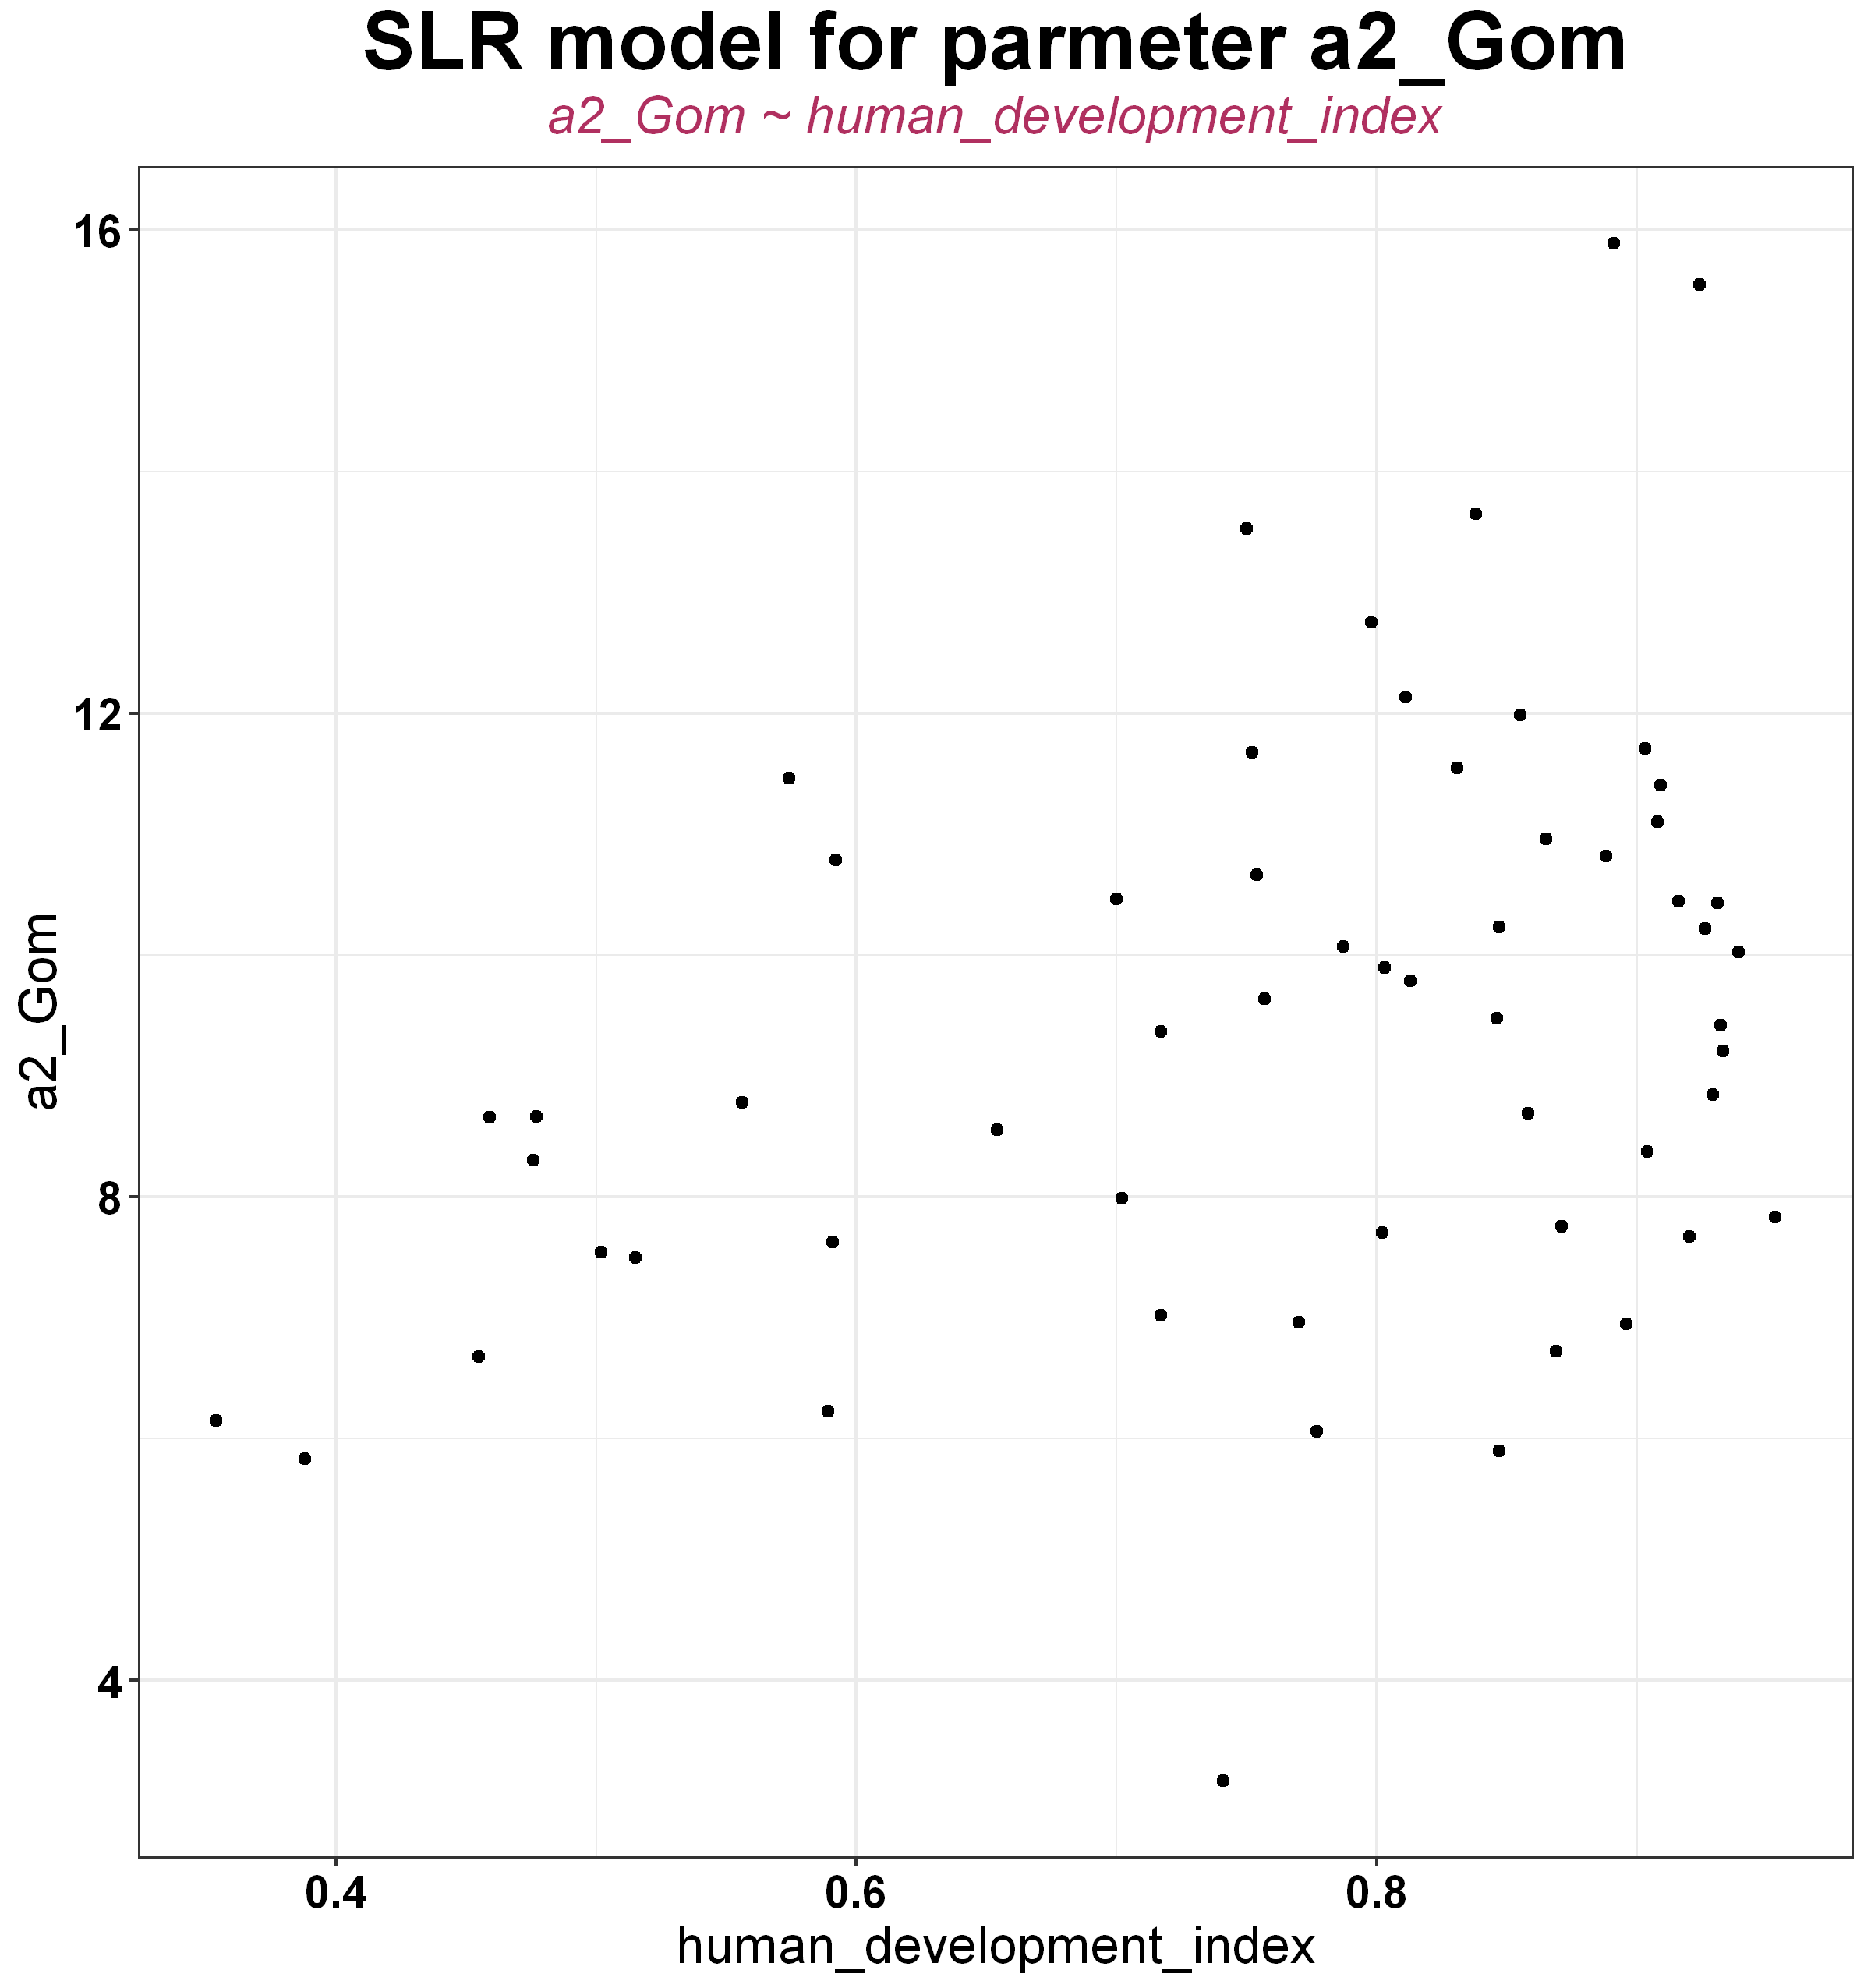 SLR model for parmeter a2_Gom
a2_Gom ~ human_development_index
16
12
8
4
a2_Gom
0.4 0.6 0.8
human_development_index